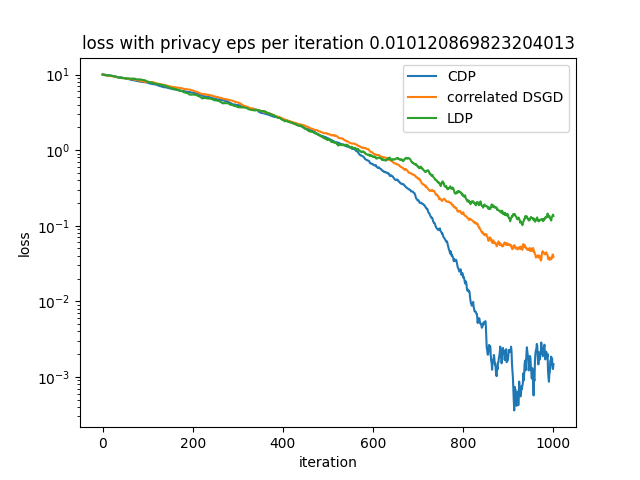 loss with privacy eps per iteration 0.010120869823204013
CDP
correlated DSGD
LDP
loss
10¹
10⁰
10⁻¹
10⁻²
10⁻³
0 200 400 600 800 1000
iteration